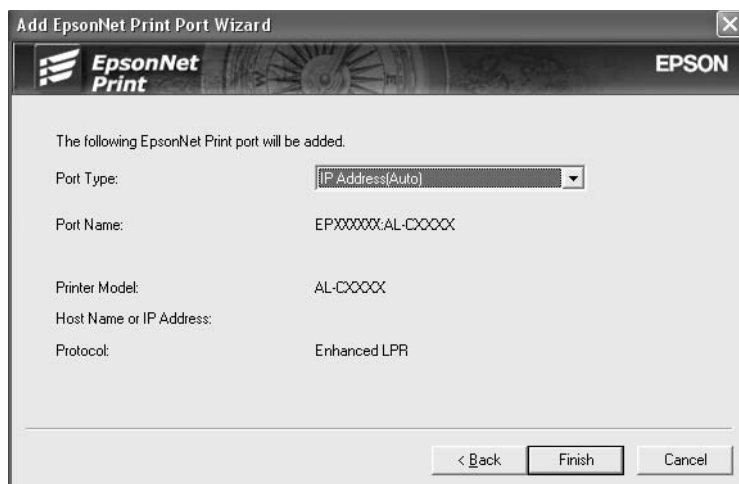 Add EpsonNet Print Port Wizard
EpsonNet
Print
EPSON
The following EpsonNet Print port will be added.
Port Type: IP Address(Auto)
Port Name: EPXXXXXX:AL-CXXXX
Printer Model: AL-CXXXX
Host Name or IP Address:
Protocol: Enhanced LPR
< Back Finish Cancel